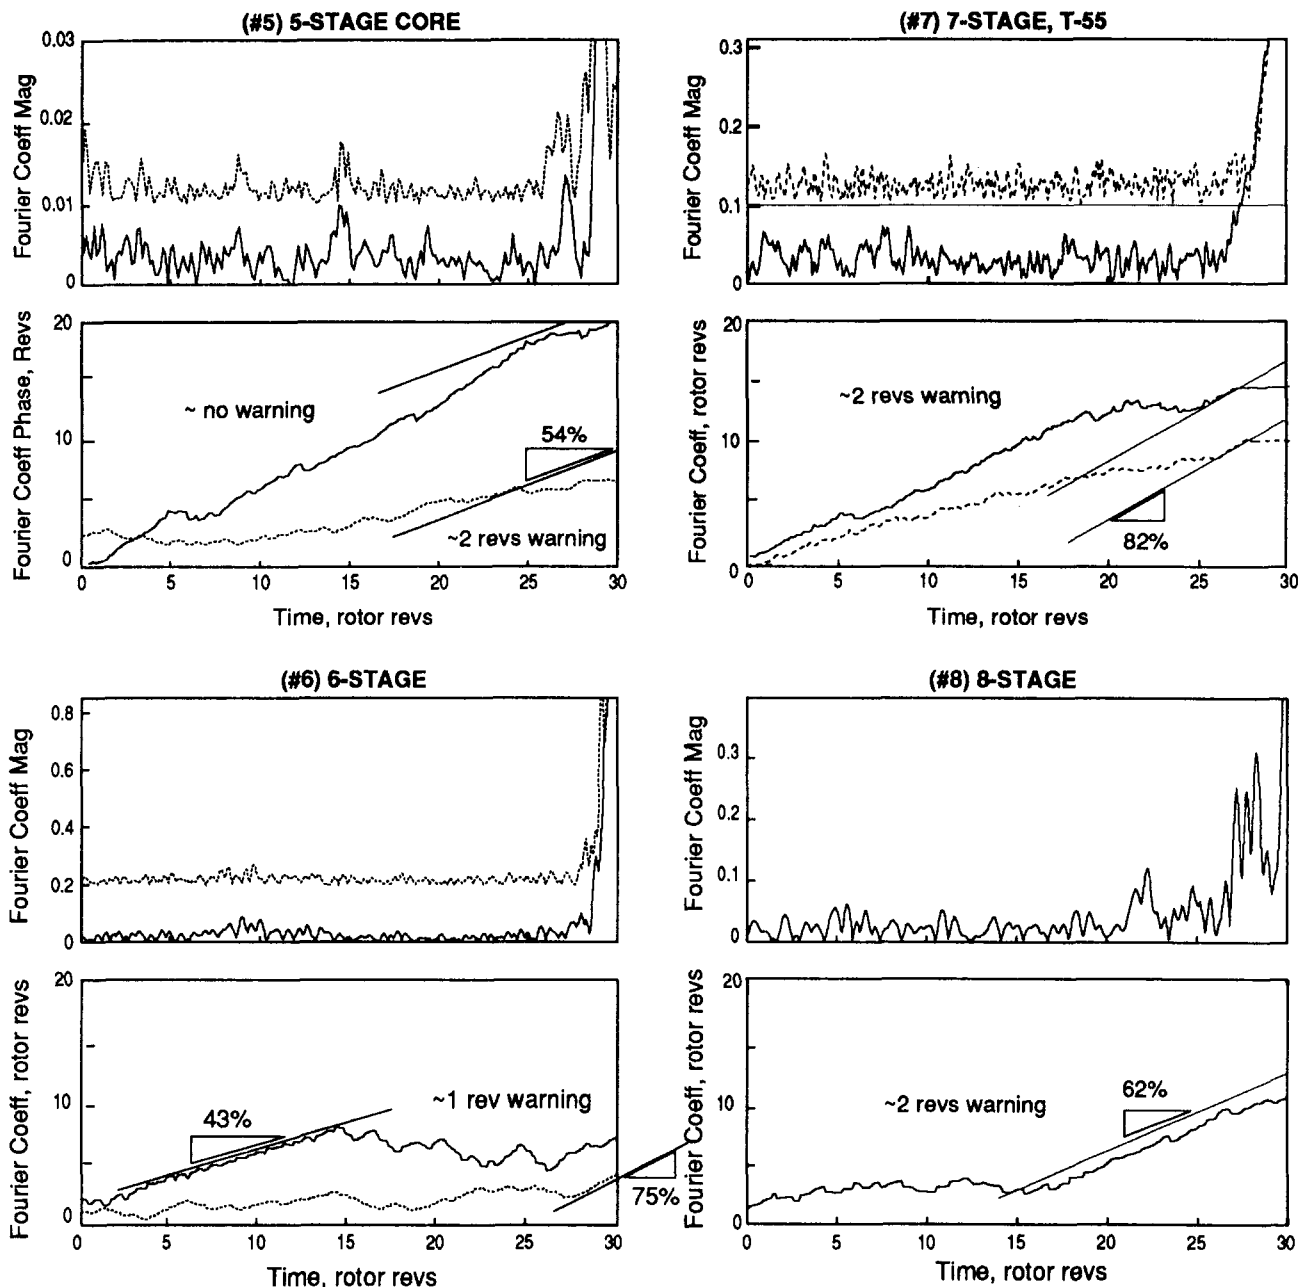 (#5) 5-STAGE CORE
Fourier Coeff Mag
0.03
0.02
0.01
0
Fourier Coeff Phase, Revs
20
10
0
~ no warning
54%
~2 revs warning
0 5 10 15 20 25 30
Time, rotor revs
(#7) 7-STAGE, T-55
Fourier Coeff Mag
0.3
0.2
0.1
0
Fourier Coeff, rotor revs
20
10
0
~2 revs warning
82%
0 5 10 15 20 25 30
Time, rotor revs
(#6) 6-STAGE
Fourier Coeff Mag
0.8
0.6
0.4
0.2
0
Fourier Coeff, rotor revs
20
10
0
43%
~1 rev warning
75%
0 5 10 15 20 25 30
Time, rotor revs
(#8) 8-STAGE
Fourier Coeff Mag
0.3
0.2
0.1
0
Fourier Coeff, rotor revs
20
10
0
~2 revs warning
62%
0 5 10 15 20 25 30
Time, rotor revs